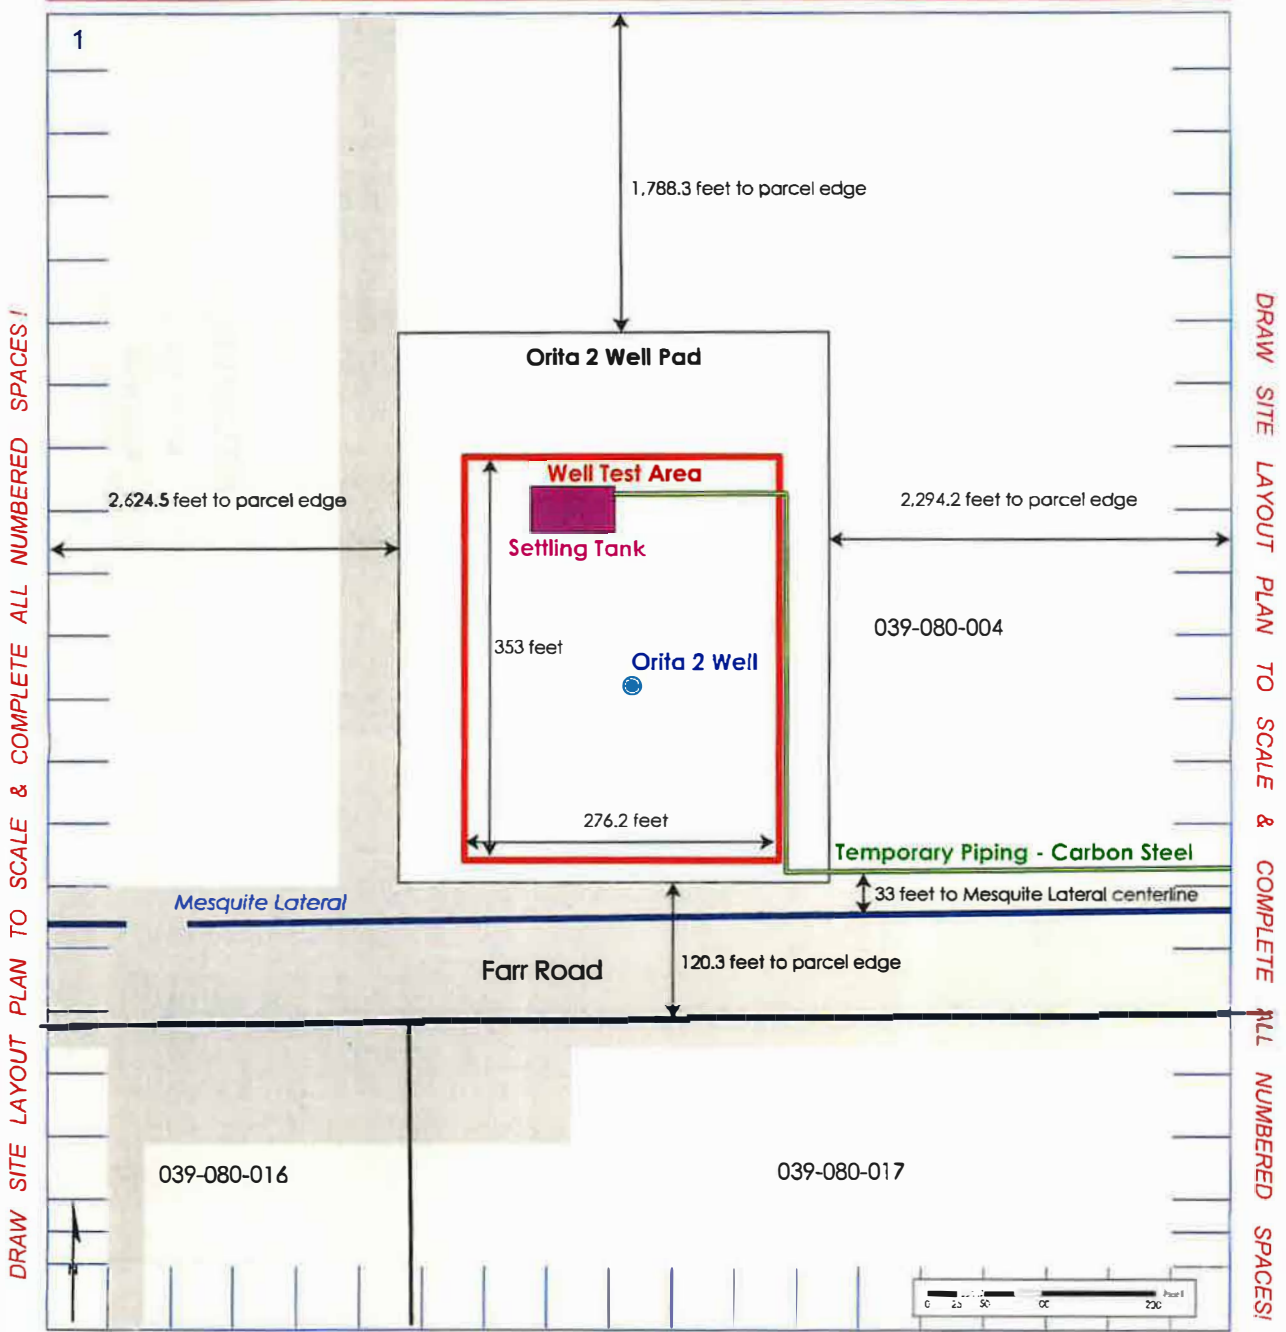 1
1,788.3 feet to parcel edge
DRAW SITE LAYOUT PLAN TO SCALE & COMPLETE ALL NUMBERED SPACES!
DRAW SITE LAYOUT PLAN TO SCALE & COMPLETE ALL NUMBERED SPACES!
Orita 2 Well Pad
Well Test Area
2,624.5 feet to parcel edge
2,294.2 feet to parcel edge
Settling Tank
039-080-004
353 feet
Orita 2 Well
276.2 feet
Temporary Piping - Carbon Steel
33 feet to Mesquite Lateral centerline
Mesquite Lateral
120.3 feet to parcel edge
Farr Road
039-080-016
039-080-017
N
0 25 50